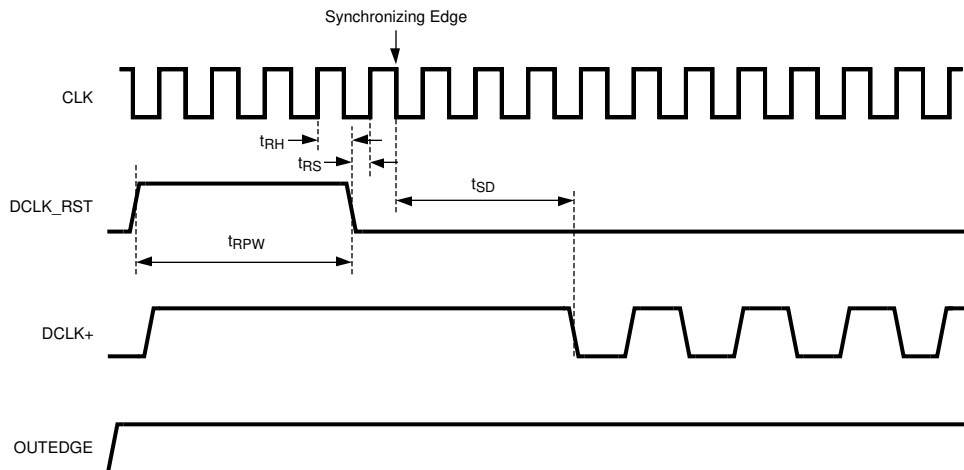 Synchronizing Edge
CLK
tRH
tRS
tSD
DCLK_RST
tRPW
DCLK+
OUTEDGE